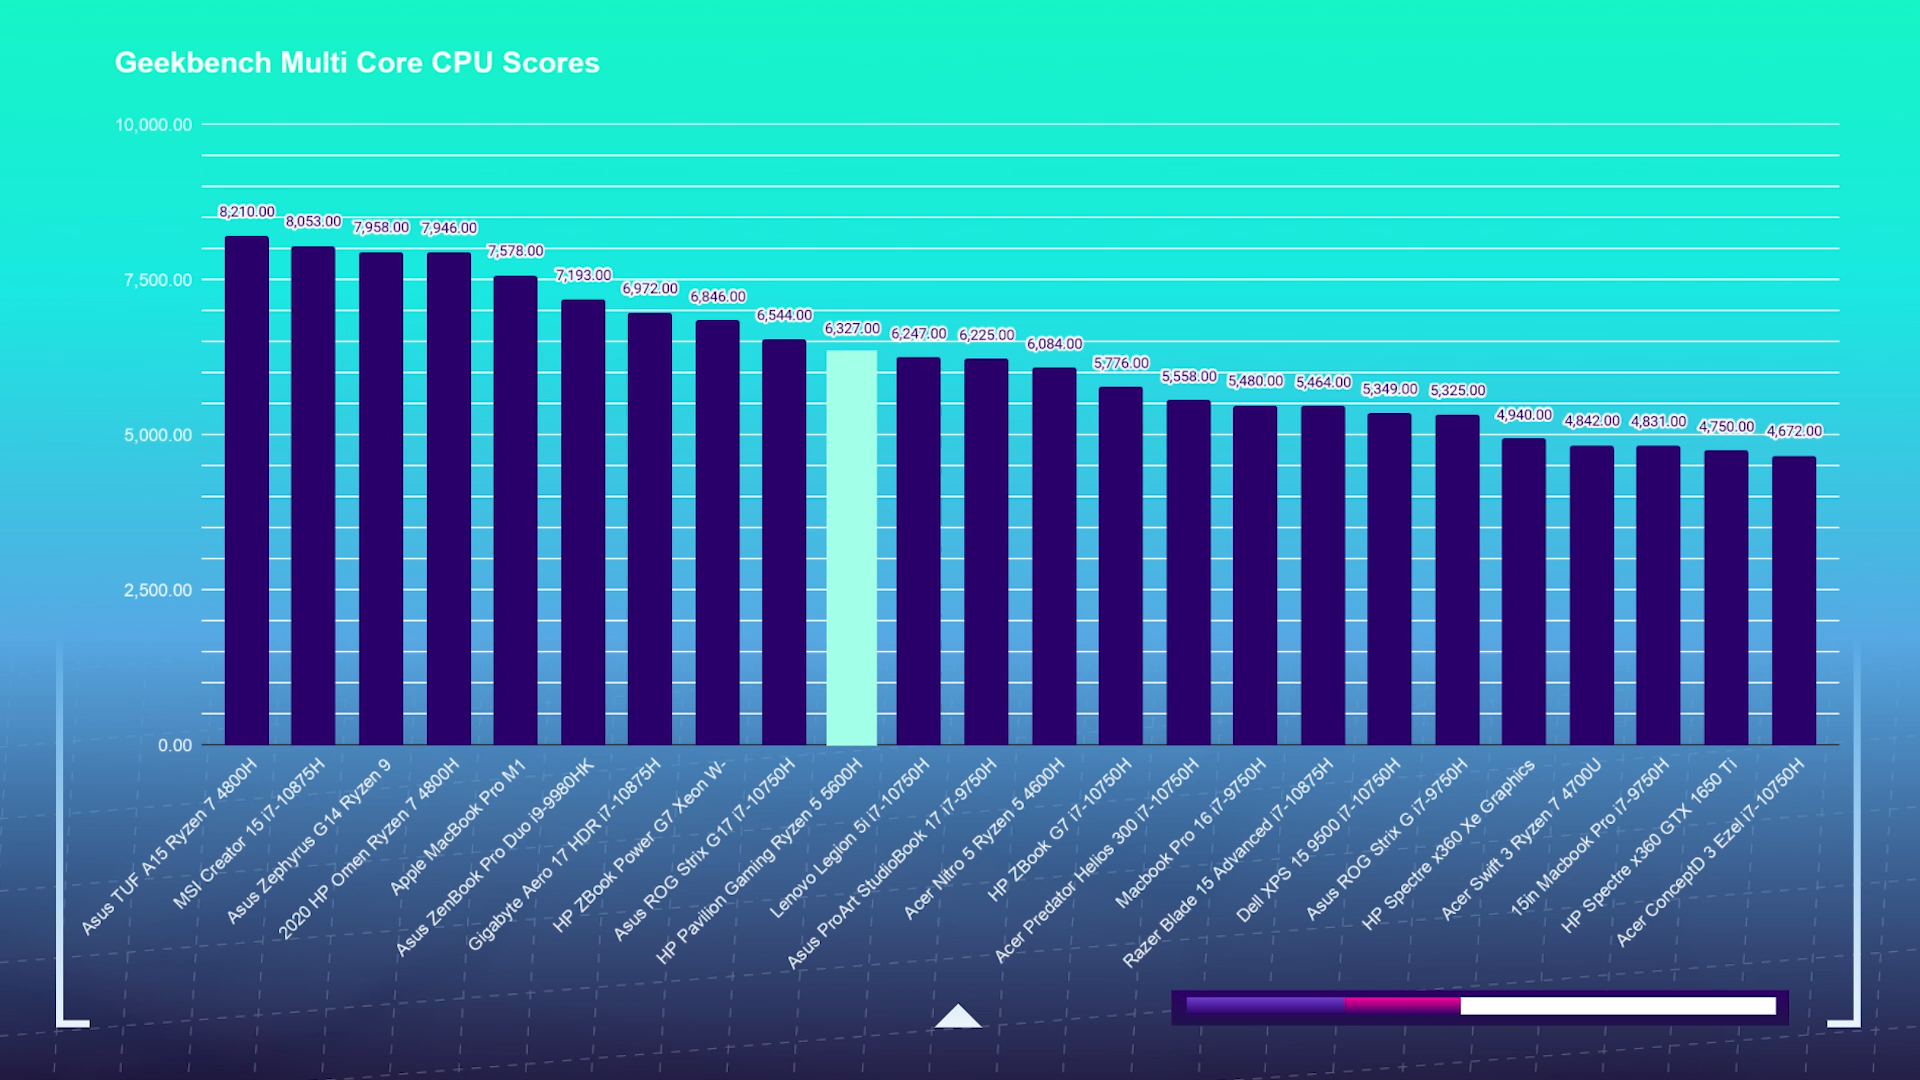 Geekbench Multi Core CPU Scores
10,000.00
7,500.00
5,000.00
2,500.00
0.00
8,210.00
8,053.00
7,958.00
7,946.00
7,578.00
7,193.00
6,972.00
6,846.00
6,544.00
6,327.00
6,247.00
6,225.00
6,084.00
5,776.00
5,558.00
5,480.00
5,464.00
5,349.00
5,325.00
4,940.00
4,842.00
4,831.00
4,750.00
4,672.00
Asus TUF A15 Ryzen 7 4800H
MSI Creator 15 i7-10875H
Asus Zephyrus G14 Ryzen 9
2020 HP Omen Ryzen 7 4800H
Apple MacBook Pro M1
Asus ZenBook Pro Duo i9-9980HK
Gigabyte Aero 17 HDR i7-10875H
HP ZBook Power G7 Xeon W-
Asus ROG Strix G17 i7-10750H
HP Pavilion Gaming Ryzen 5 5600H
Lenovo Legion 5i i7-10750H
Asus ProArt StudioBook 17 i7-9750H
Acer Nitro 5 Ryzen 5 4600H
HP ZBook G7 i7-10750H
Acer Predator Helios 300 i7-10750H
Macbook Pro 16 i7-9750H
Razer Blade 15 Advanced i7-10875H
Dell XPS 15 9500 i7-10750H
Asus ROG Strix G i7-9750H
HP Spectre x360 Xe Graphics
Acer Swift 3 Ryzen 7 4700U
15in Macbook Pro i7-9750H
HP Spectre x360 GTX 1650 Ti
Acer ConceptD 3 Ezel i7-10750H